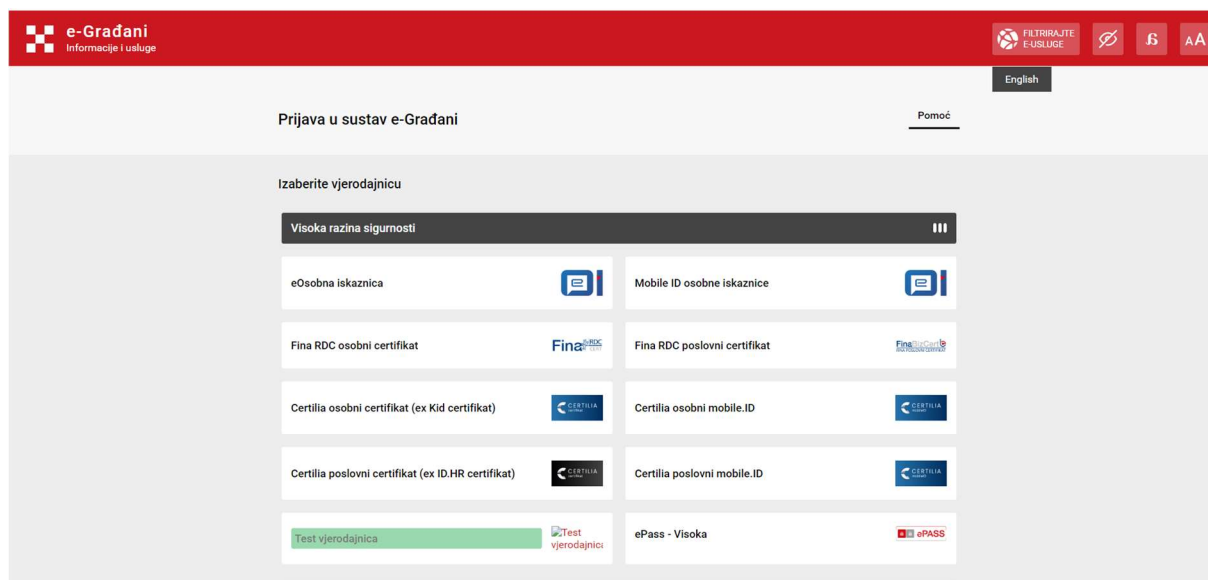 e-Građani
Informacije i usluge
FILTRIRAJTE
E-USLUGE
AA
English
Prijava u sustav e-Građani
Pomoć
Izaberite vjerodajnicu
Visoka razina sigurnosti
eOsobna iskaznica
Mobile ID osobne iskaznice
Fina RDC osobni certifikat
Fina RDC
Fina RDC poslovni certifikat
FinaBizCert
Certilia osobni certifikat (ex Kid certifikat)
CERTILIA
Certilia osobni mobile.ID
CERTILIA
Certilia poslovni certifikat (ex ID.HR certifikat)
CERTILIA
Certilia poslovni mobile.ID
CERTILIA
Test vjerodajnica
Test
vjerodajnica
ePass - Visoka
ePASS